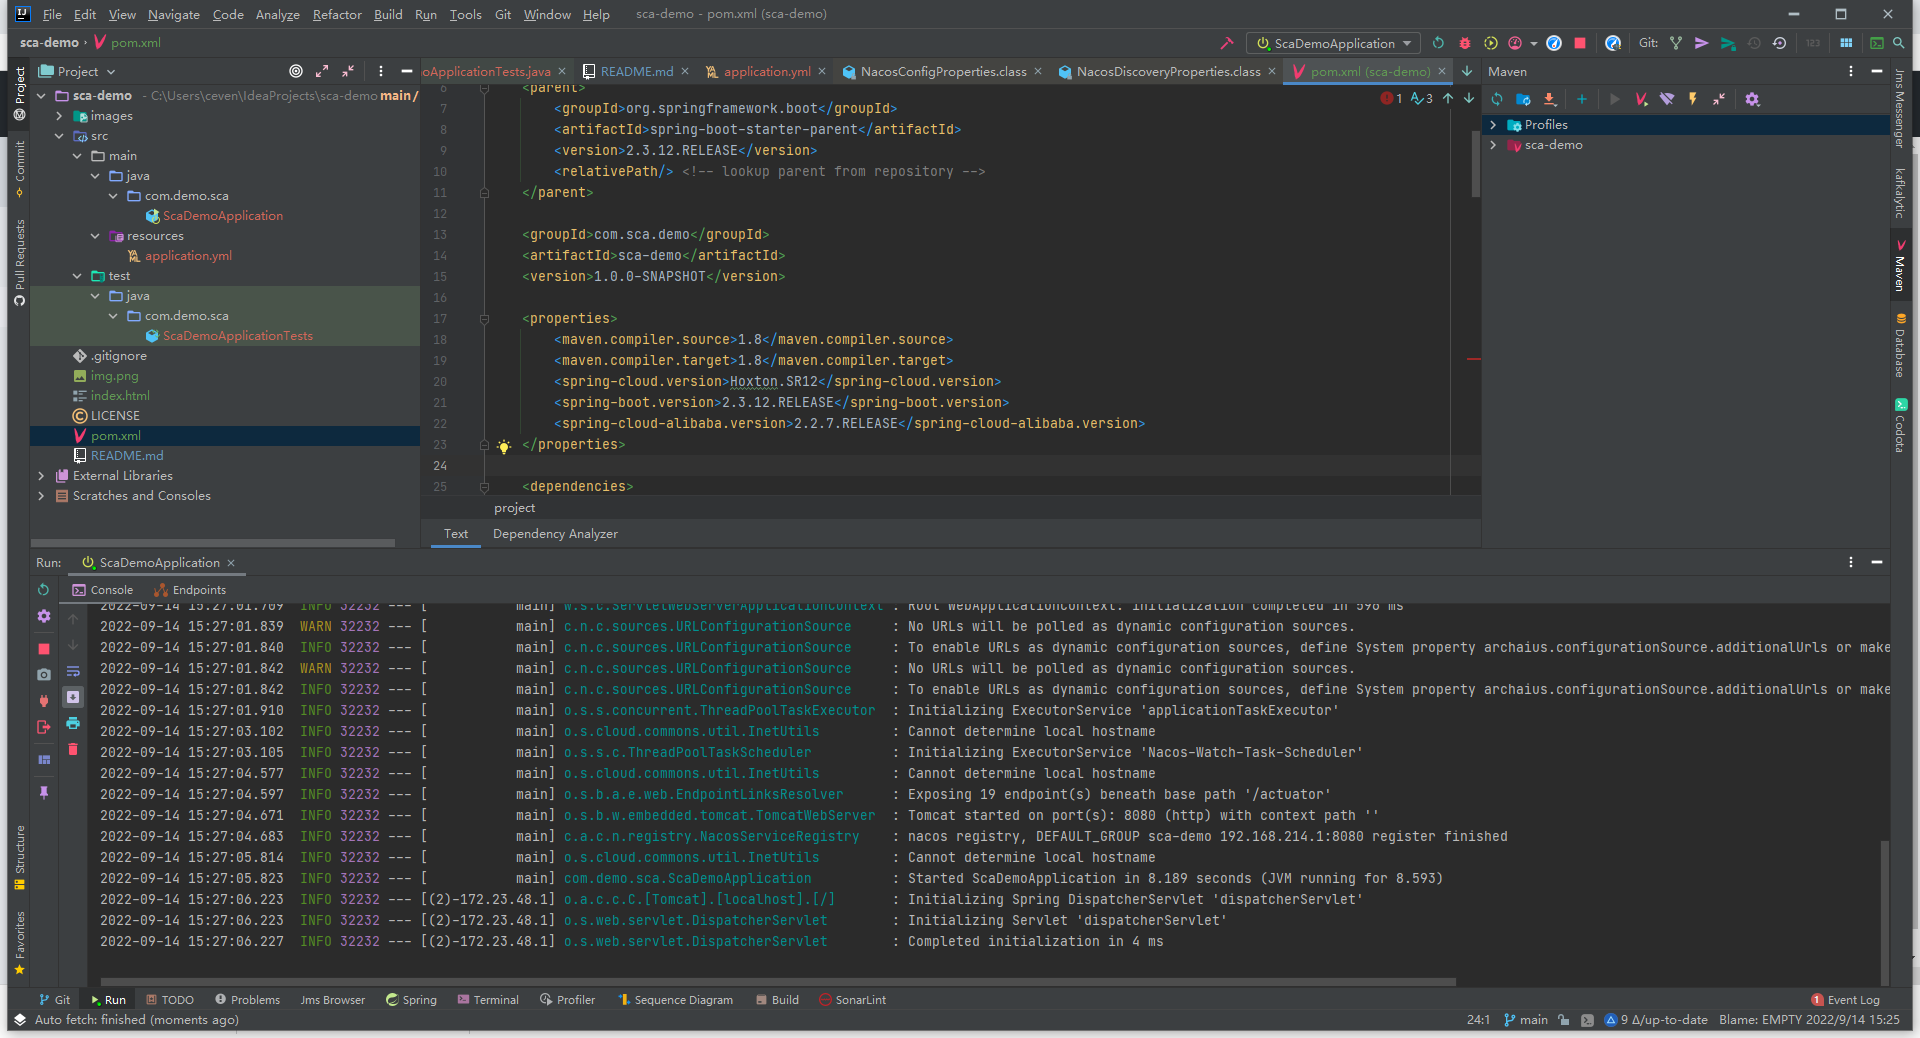 File Edit View Navigate Code Analyze Refactor Build Run Tools Git Window Help sca-demo - pom.xml (sca-demo)
sca-demo › pom.xml
ScaDemoApplication
Git:
Project
Commit
Pull Requests
Structure
Favorites
Project
sca-demo - C:\Users\ceven\IdeaProjects\sca-demo main /
images
src
main
java
com.demo.sca
ScaDemoApplication
resources
application.yml
test
java
com.demo.sca
ScaDemoApplicationTests
.gitignore
img.png
index.html
LICENSE
pom.xml
README.md
External Libraries
Scratches and Consoles
oApplicationTests.java README.md application.yml NacosConfigProperties.class NacosDiscoveryProperties.class pom.xml (sca-demo)
1 3
6 <parent>
7 <groupId>org.springframework.boot</groupId>
8 <artifactId>spring-boot-starter-parent</artifactId>
9 <version>2.3.12.RELEASE</version>
10 <relativePath/> <!-- lookup parent from repository -->
11 </parent>
12
13 <groupId>com.sca.demo</groupId>
14 <artifactId>sca-demo</artifactId>
15 <version>1.0.0-SNAPSHOT</version>
16
17 <properties>
18 <maven.compiler.source>1.8</maven.compiler.source>
19 <maven.compiler.target>1.8</maven.compiler.target>
20 <spring-cloud.version>Hoxton.SR12</spring-cloud.version>
21 <spring-boot.version>2.3.12.RELEASE</spring-boot.version>
22 <spring-cloud-alibaba.version>2.2.7.RELEASE</spring-cloud-alibaba.version>
23 </properties>
24
25 <dependencies>
project
Text Dependency Analyzer
Maven
Profiles
sca-demo
Jms Messenger
kafkalytic
Maven
Database
Codota
Run: ScaDemoApplication
Console Endpoints
2022-09-14 15:27:01.709 INFO 32232 --- [ main] w.s.c.ServletWebServerApplicationContext : Root WebApplicationContext: initialization completed in 596 ms
2022-09-14 15:27:01.839 WARN 32232 --- [ main] c.n.c.sources.URLConfigurationSource : No URLs will be polled as dynamic configuration sources.
2022-09-14 15:27:01.840 INFO 32232 --- [ main] c.n.c.sources.URLConfigurationSource : To enable URLs as dynamic configuration sources, define System property archaius.configurationSource.additionalUrls or make
2022-09-14 15:27:01.842 WARN 32232 --- [ main] c.n.c.sources.URLConfigurationSource : No URLs will be polled as dynamic configuration sources.
2022-09-14 15:27:01.842 INFO 32232 --- [ main] c.n.c.sources.URLConfigurationSource : To enable URLs as dynamic configuration sources, define System property archaius.configurationSource.additionalUrls or make
2022-09-14 15:27:01.910 INFO 32232 --- [ main] o.s.s.concurrent.ThreadPoolTaskExecutor : Initializing ExecutorService 'applicationTaskExecutor'
2022-09-14 15:27:03.102 INFO 32232 --- [ main] o.s.cloud.commons.util.InetUtils : Cannot determine local hostname
2022-09-14 15:27:03.105 INFO 32232 --- [ main] o.s.s.c.ThreadPoolTaskScheduler : Initializing ExecutorService 'Nacos-Watch-Task-Scheduler'
2022-09-14 15:27:04.577 INFO 32232 --- [ main] o.s.cloud.commons.util.InetUtils : Cannot determine local hostname
2022-09-14 15:27:04.597 INFO 32232 --- [ main] o.s.b.a.e.web.EndpointLinksResolver : Exposing 19 endpoint(s) beneath base path '/actuator'
2022-09-14 15:27:04.671 INFO 32232 --- [ main] o.s.b.w.embedded.tomcat.TomcatWebServer : Tomcat started on port(s): 8080 (http) with context path ''
2022-09-14 15:27:04.683 INFO 32232 --- [ main] c.a.c.n.registry.NacosServiceRegistry : nacos registry, DEFAULT_GROUP sca-demo 192.168.214.1:8080 register finished
2022-09-14 15:27:05.814 INFO 32232 --- [ main] o.s.cloud.commons.util.InetUtils : Cannot determine local hostname
2022-09-14 15:27:05.823 INFO 32232 --- [ main] com.demo.sca.ScaDemoApplication : Started ScaDemoApplication in 8.189 seconds (JVM running for 8.593)
2022-09-14 15:27:06.223 INFO 32232 --- [(2)-172.23.48.1] o.a.c.c.C.[Tomcat].[localhost].[/] : Initializing Spring DispatcherServlet 'dispatcherServlet'
2022-09-14 15:27:06.223 INFO 32232 --- [(2)-172.23.48.1] o.s.web.servlet.DispatcherServlet : Initializing Servlet 'dispatcherServlet'
2022-09-14 15:27:06.227 INFO 32232 --- [(2)-172.23.48.1] o.s.web.servlet.DispatcherServlet : Completed initialization in 4 ms
Git Run TODO Problems Jms Browser Spring Terminal Profiler Sequence Diagram Build SonarLint 1 Event Log
Auto fetch: finished (moments ago) 24:1 main 9 Δ/up-to-date Blame: EMPTY 2022/9/14 15:25